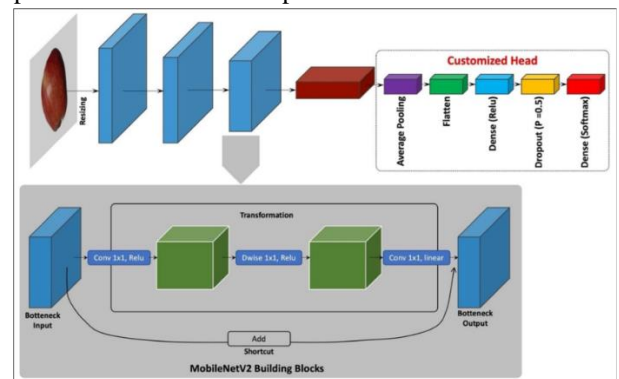 Resizing
Customized Head
Average Pooling
Flatten
Dense (Relu)
Dropout (P =0.5)
Dense (Softmax)
Transformation
Conv 1x1, Relu
Dwise 1x1, Relu
Conv 1x1, linear
Botteneck
Input
Botteneck
Output
Add
Shortcut
MobileNetV2 Building Blocks